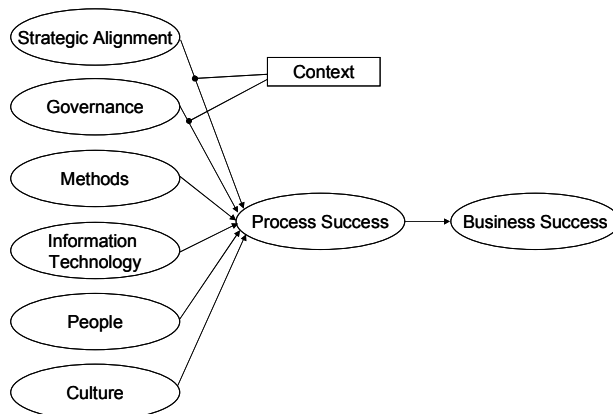 Strategic Alignment
Context
Governance
Methods
Process Success
Business Success
Information
Technology
People
Culture